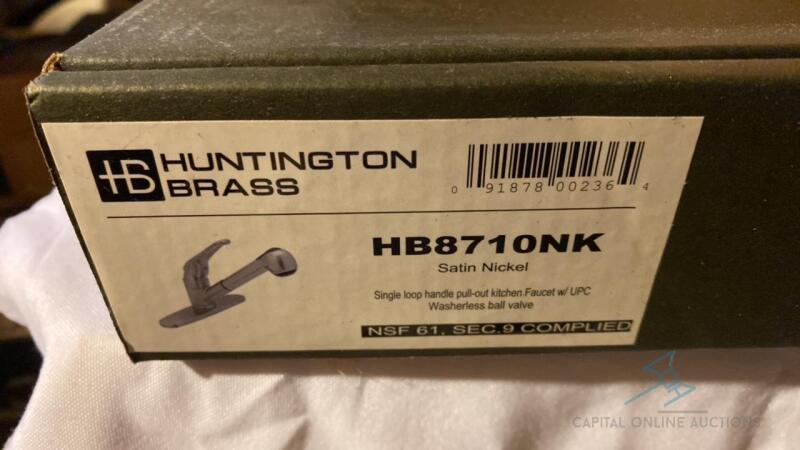 HB HUNTINGTON
BRASS
0 91878 00236 4
HB8710NK
Satin Nickel
Single loop handle pull-out kitchen Faucet w/ UPC
Washerless ball valve
NSF 61, SEC.9 COMPLIED
CAPITAL ONLINE AUCTIONS